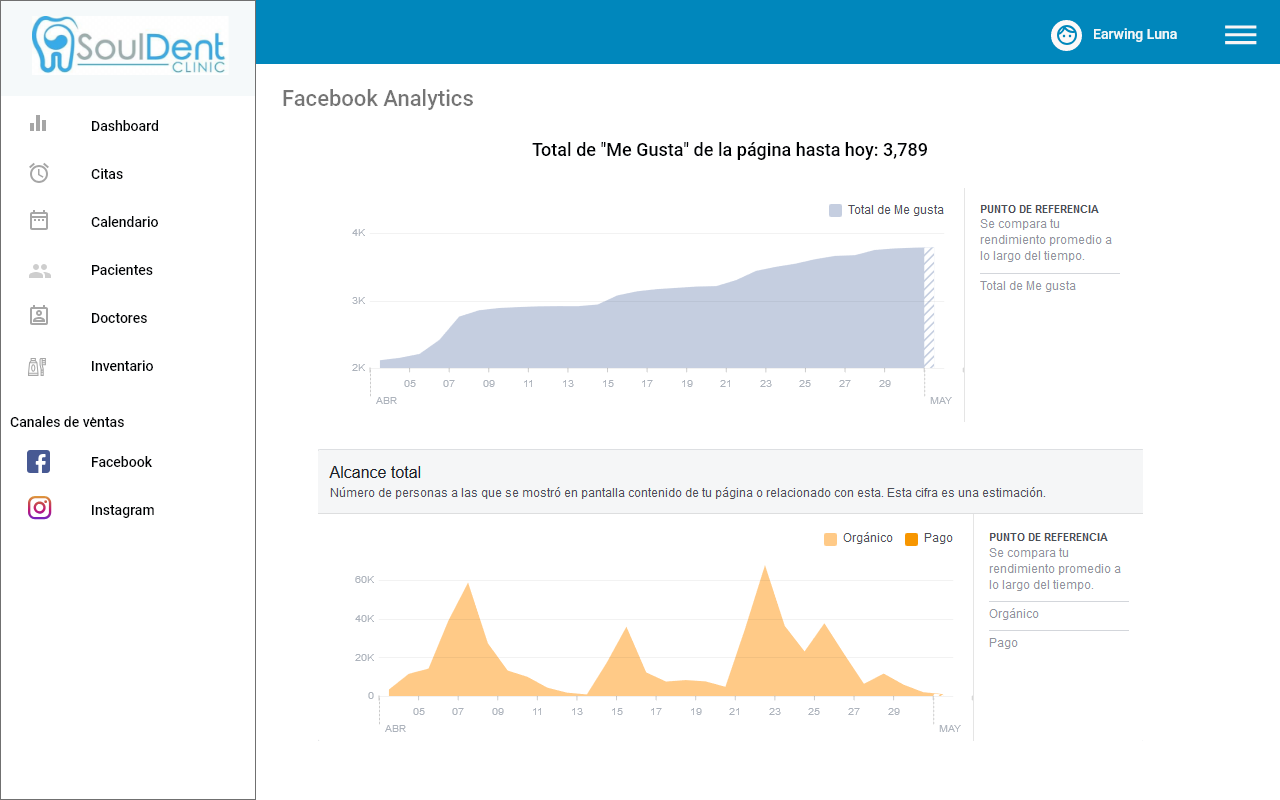 SoulDent
CLINIC
Earwing Luna
Dashboard
Citas
Calendario
Pacientes
Doctores
Inventario
Canales de ventas
Facebook
Instagram
Facebook Analytics
Total de "Me Gusta" de la página hasta hoy: 3,789
Total de Me gusta
4K
3K
2K
05 07 09 11 13 15 17 19 21 23 25 27 29
ABR MAY
PUNTO DE REFERENCIA
Se compara tu
rendimiento promedio a
lo largo del tiempo.
Total de Me gusta
Alcance total
Número de personas a las que se mostró en pantalla contenido de tu página o relacionado con esta. Esta cifra es una estimación.
Orgánico Pago
60K
40K
20K
0
05 07 09 11 13 15 17 19 21 23 25 27 29
ABR MAY
PUNTO DE REFERENCIA
Se compara tu
rendimiento promedio a
lo largo del tiempo.
Orgánico
Pago